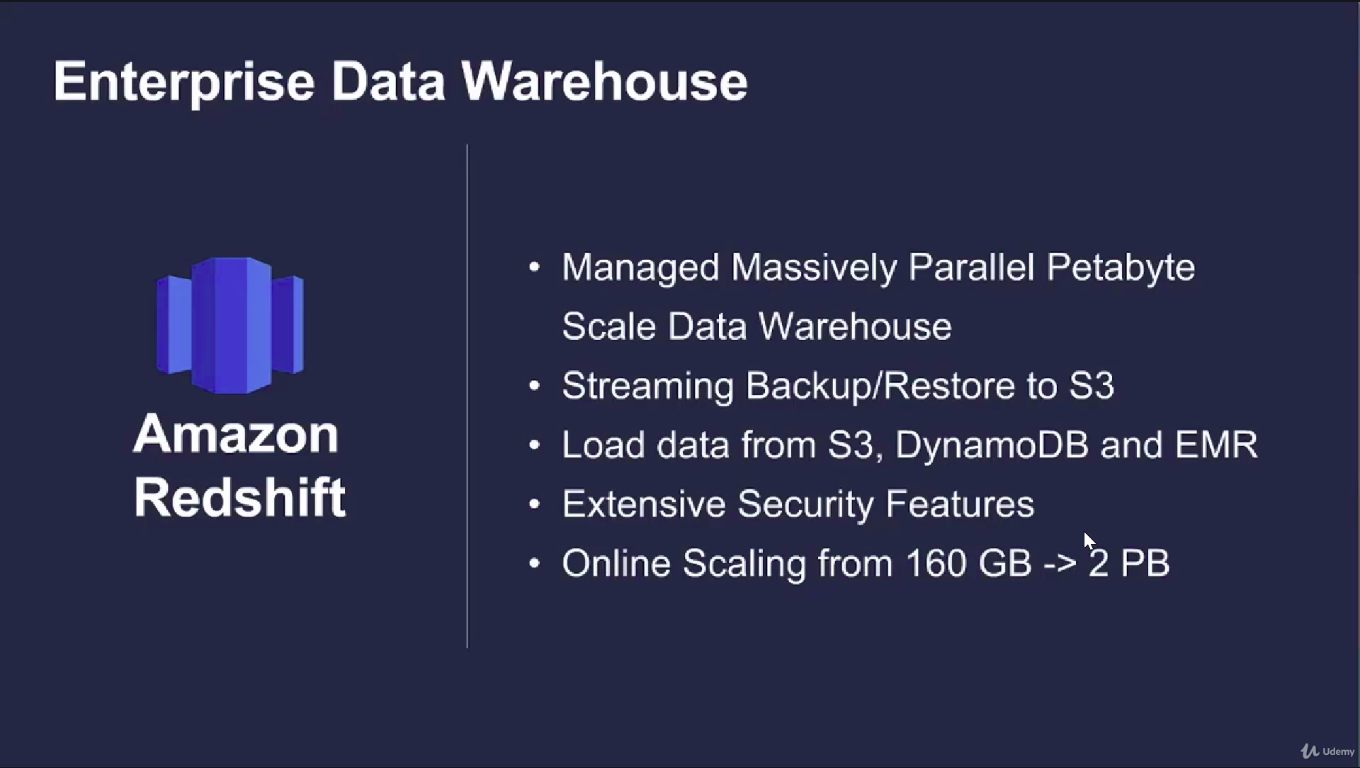 Enterprise Data Warehouse
Amazon
Redshift
• Managed Massively Parallel Petabyte
Scale Data Warehouse
• Streaming Backup/Restore to S3
• Load data from S3, DynamoDB and EMR
• Extensive Security Features
• Online Scaling from 160 GB -> 2 PB
Udemy